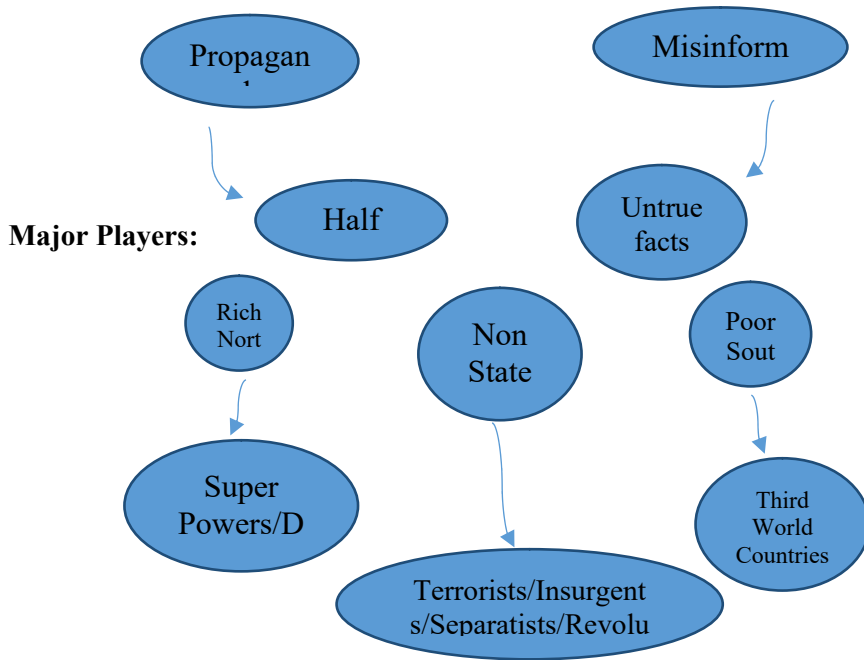 Propagan
Misinform
Half
Untrue
facts
Major Players:
Rich
Nort
Non
State
Poor
Sout
Super
Powers/D
Third
World
Countries
Terrorists/Insurgent
s/Separatists/Revolu